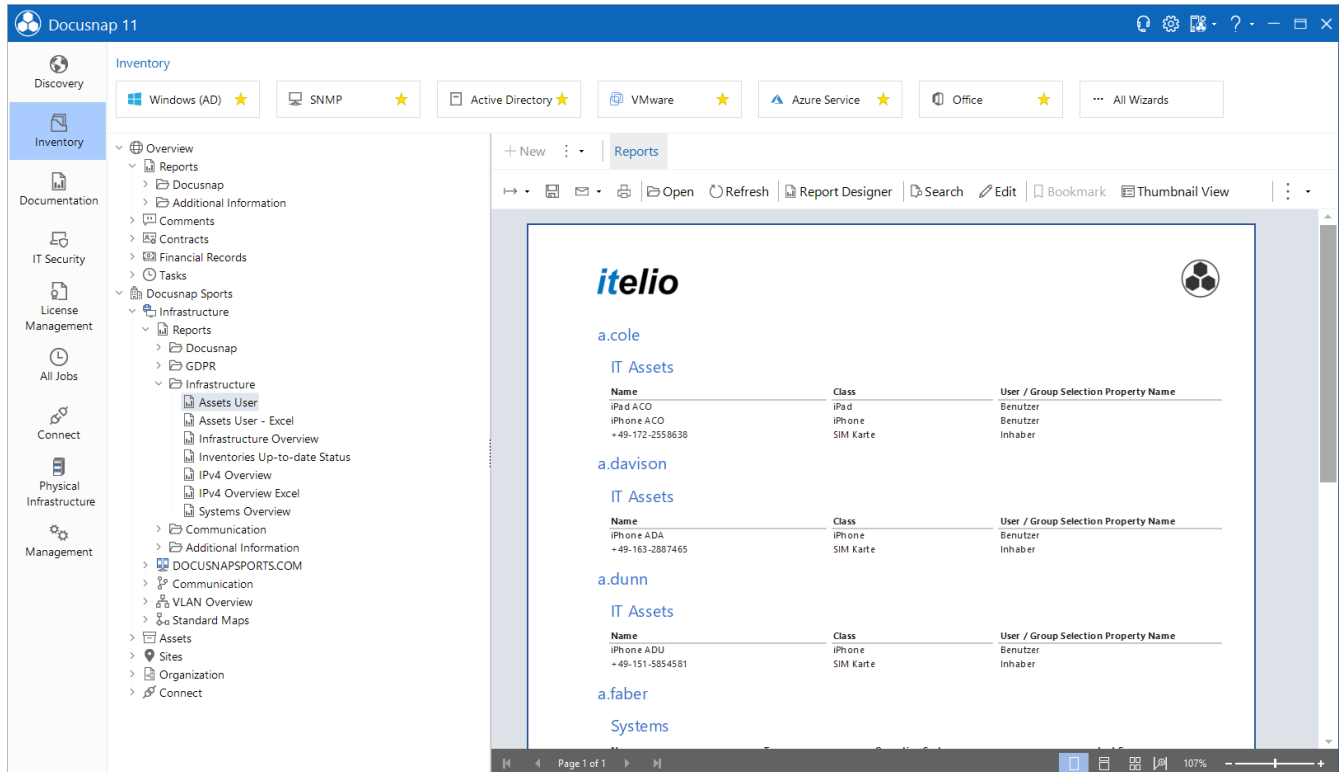 Docusnap 11
Discovery
Inventory
Documentation
IT Security
License
Management
All Jobs
Connect
Physical
Infrastructure
Management
Inventory
Windows (AD)
SNMP
Active Directory
VMware
Azure Service
Office
All Wizards
Overview
Reports
Docusnap
Additional Information
Comments
Contracts
Financial Records
Tasks
Docusnap Sports
Infrastructure
Reports
Docusnap
GDPR
Infrastructure
Assets User
Assets User - Excel
Infrastructure Overview
Inventories Up-to-date Status
IPv4 Overview
IPv4 Overview Excel
Systems Overview
Communication
Additional Information
DOCUSNAPSPORTS.COM
Communication
VLAN Overview
Standard Maps
Assets
Sites
Organization
Connect
New Reports
Open Refresh Report Designer Search Edit Bookmark Thumbnail View
itelio
a.cole
IT Assets
Name Class User / Group Selection Property Name
iPad ACO iPad Benutzer
iPhone ACO iPhone Benutzer
+49-172-2558638 SIM Karte Inhaber
a.davison
IT Assets
Name Class User / Group Selection Property Name
iPhone ADA iPhone Benutzer
+49-163-2887465 SIM Karte Inhaber
a.dunn
IT Assets
Name Class User / Group Selection Property Name
iPhone ADU iPhone Benutzer
+49-151-5854581 SIM Karte Inhaber
a.faber
Systems
Page 1 of 1 107%